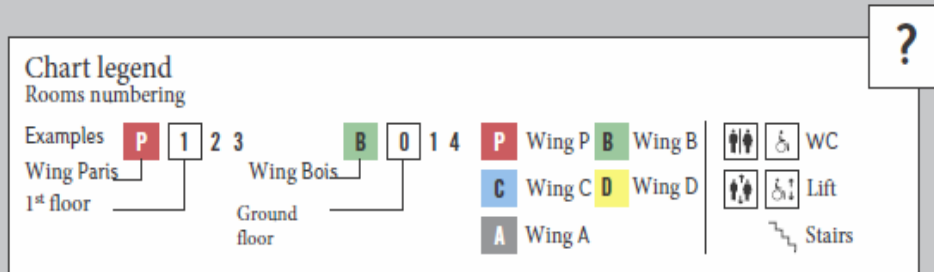 ?
Chart legend
Rooms numbering
Examples P 1 2 3 B 0 1 4
Wing Paris
1st floor
Wing Bois
Ground
floor
P Wing P B Wing B
C Wing C D Wing D
A Wing A
WC
Lift
Stairs